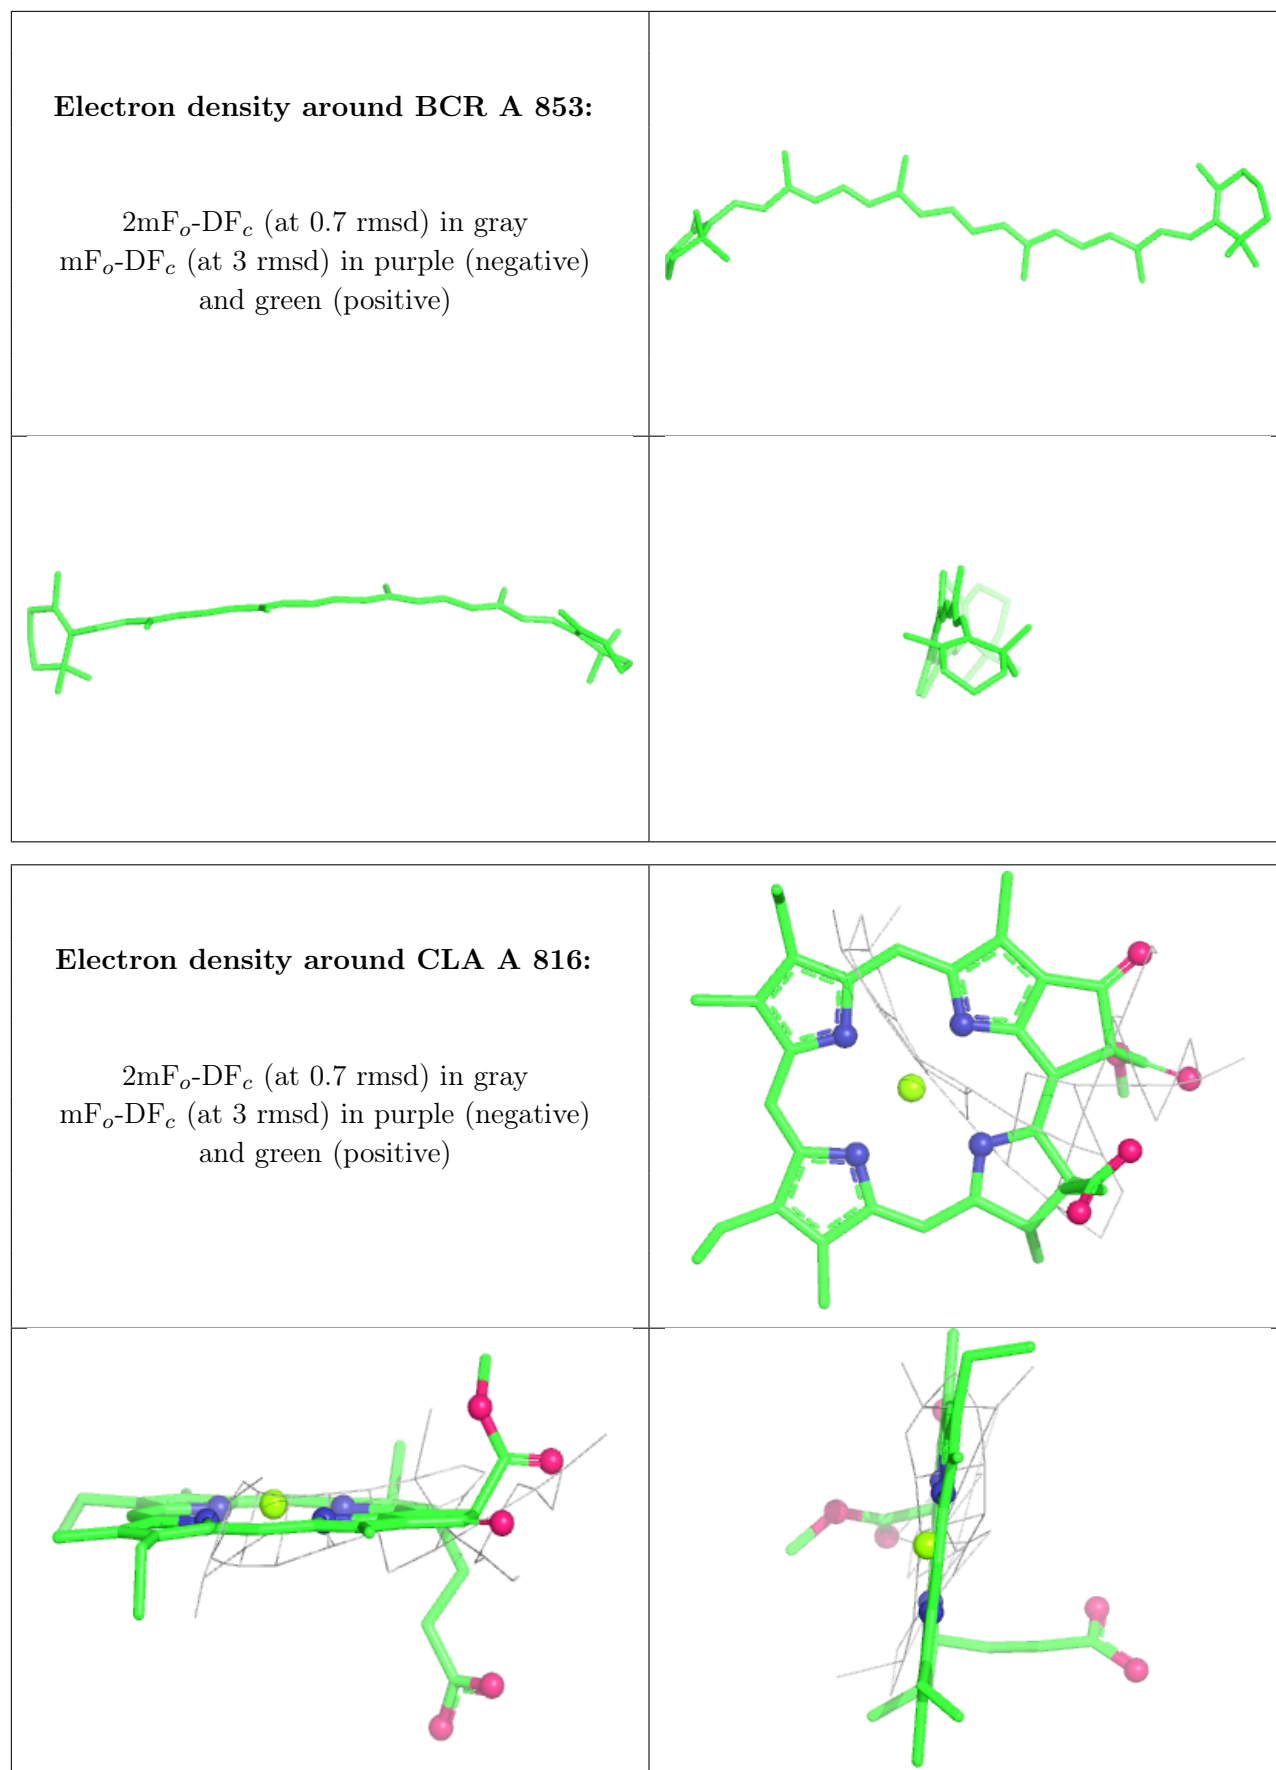 Electron density around BCR A 853:
2mFₒ-DF𝒸 (at 0.7 rmsd) in gray
mFₒ-DF𝒸 (at 3 rmsd) in purple (negative)
and green (positive)
Electron density around CLA A 816:
2mFₒ-DF𝒸 (at 0.7 rmsd) in gray
mFₒ-DF𝒸 (at 3 rmsd) in purple (negative)
and green (positive)